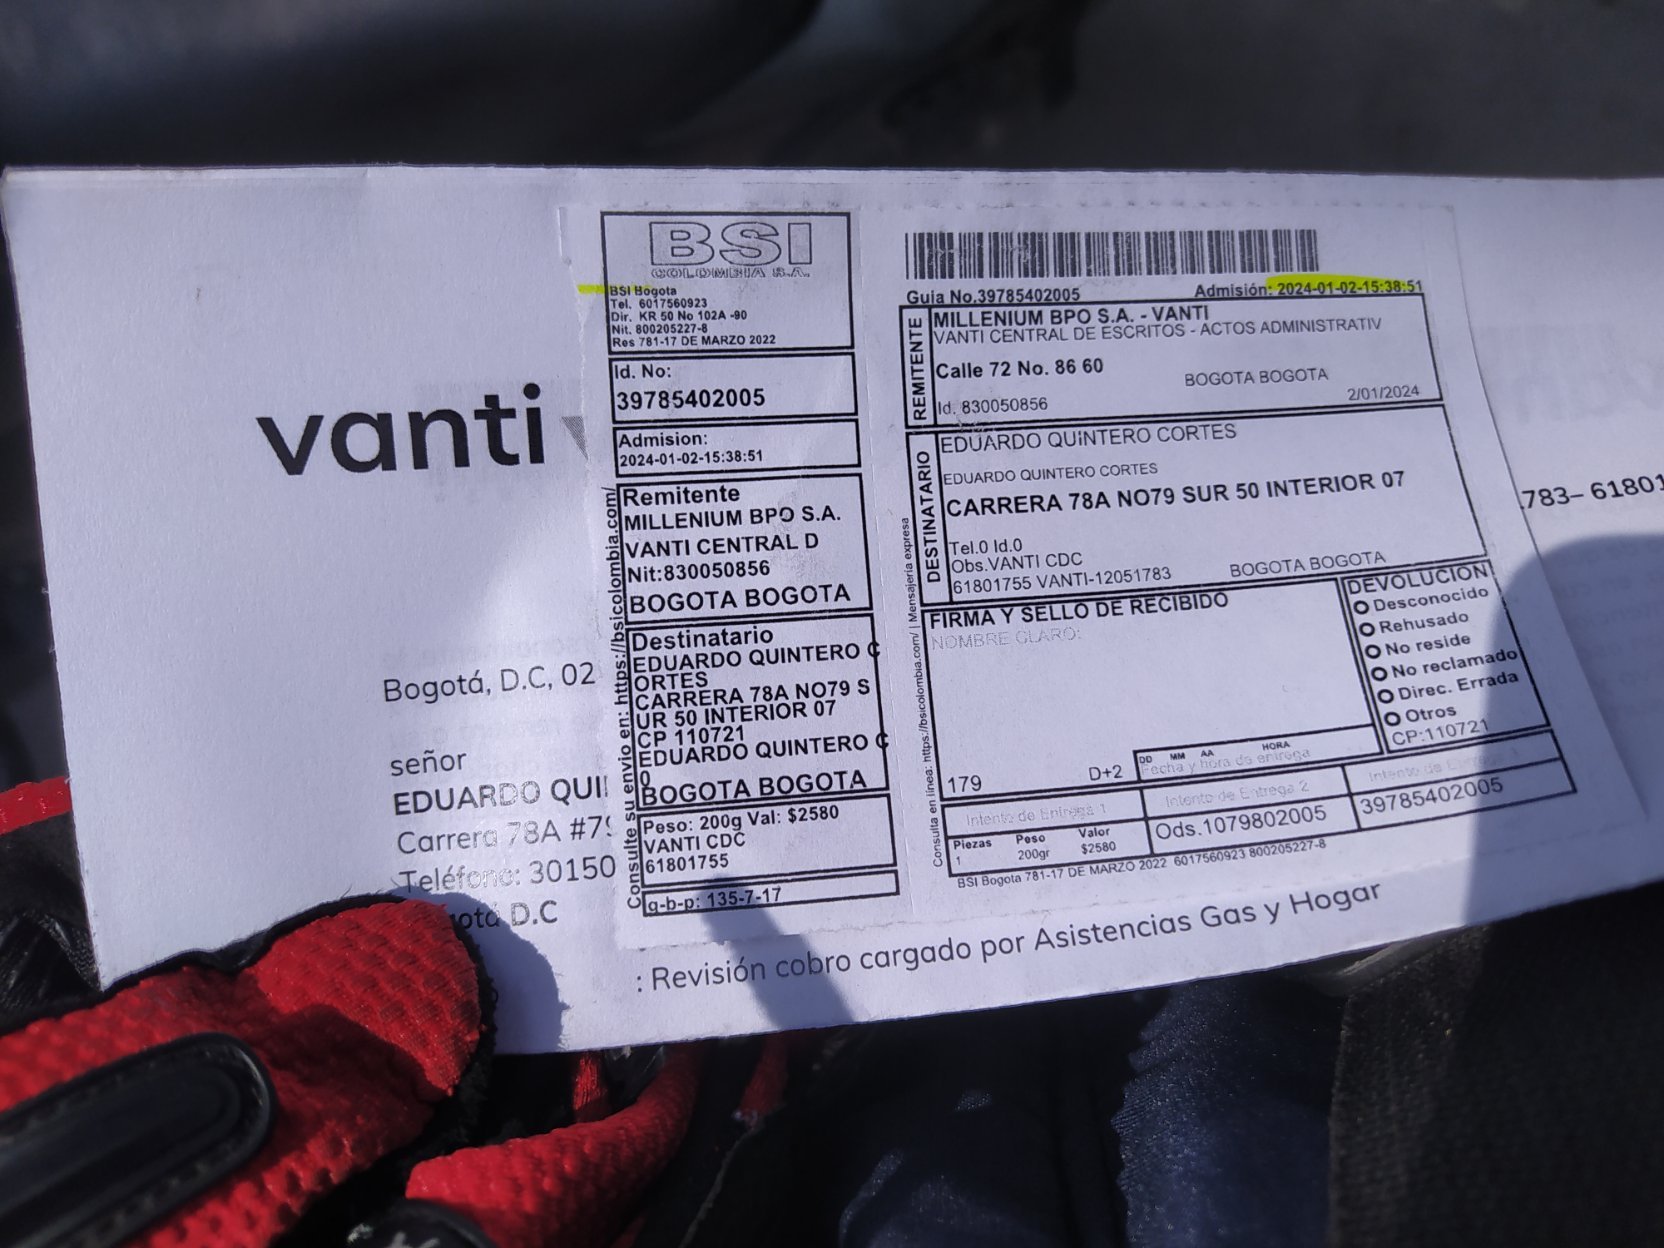 vanti
Bogotá, D.C, 02
señor
EDUARDO QUI
Carrera 78A #79
Teléfono: 30150
otá D.C
: Revisión cobro cargado por Asistencias Gas y Hogar
783– 61801
BSI
COLOMBIA S.A.
BSI Bogota
Tel. 6017560923
Dir. KR 50 No 102A -90
Nit. 800205227-8
Res 781-17 DE MARZO 2022
Id. No:
39785402005
Admision:
2024-01-02-15:38:51
Remitente
MILLENIUM BPO S.A.
VANTI CENTRAL D
Nit:830050856
BOGOTA BOGOTA
Destinatario
EDUARDO QUINTERO C
ORTES
CARRERA 78A NO79 S
UR 50 INTERIOR 07
CP 110721
EDUARDO QUINTERO C
O
BOGOTA BOGOTA
Peso: 200g Val: $2580
VANTI CDC
61801755
g-b-p: 135-7-17
Consulte su envio en: https://bsicolombia.com/
Guia No.39785402005
Admisión: 2024-01-02-15:38:51
REMITENTE
MILLENIUM BPO S.A. - VANTI
VANTI CENTRAL DE ESCRITOS - ACTOS ADMINISTRATIV
Calle 72 No. 86 60
BOGOTA BOGOTA
Id. 830050856
2/01/2024
DESTINATARIO
EDUARDO QUINTERO CORTES
EDUARDO QUINTERO CORTES
CARRERA 78A NO79 SUR 50 INTERIOR 07
Tel.0 Id.0
Obs.VANTI CDC
61801755 VANTI-12051783
BOGOTA BOGOTA
FIRMA Y SELLO DE RECIBIDO
NOMBRE CLARO:
DEVOLUCION
Desconocido
Rehusado
No reside
No reclamado
Direc. Errada
Otros
CP:110721
179
D+2
DD MM AA HORA
Fecha y hora de entrega
Intento de Entrega 1
Intento de Entrega 2
Intento de
Piezas Peso Valor
1 200gr $2580
Ods.1079802005
39785402005
BSI Bogota 781-17 DE MARZO 2022 6017560923 800205227-8
Consulta en línea: https://bsicolombia.com/ | Mensajería expresa